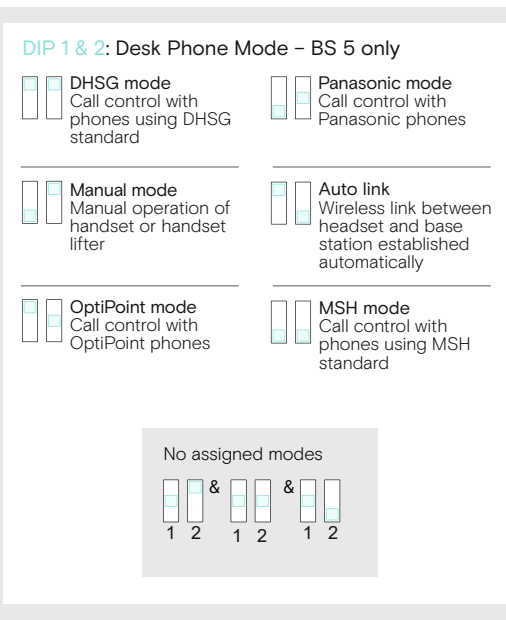 DIP 1 & 2: Desk Phone Mode – BS 5 only
DHSG mode
Call control with
phones using DHSG
standard
Panasonic mode
Call control with
Panasonic phones
Manual mode
Manual operation of
handset or handset
lifter
Auto link
Wireless link between
headset and base
station established
automatically
OptiPoint mode
Call control with
OptiPoint phones
MSH mode
Call control with
phones using MSH
standard
No assigned modes
& &
1 2 1 2 1 2